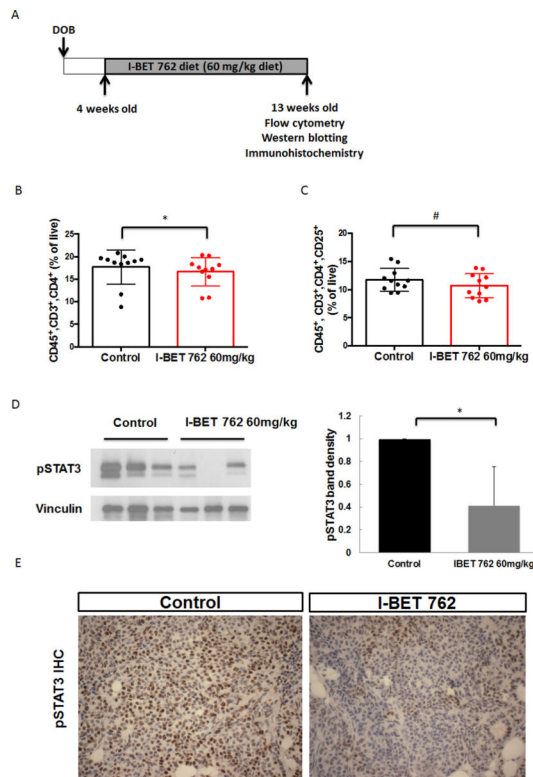 A
DOB
I-BET 762 diet (60 mg/kg diet)
4 weeks old
13 weeks old
Flow cytometry
Western blotting
Immunohistochemistry
B
CD45⁺,CD3⁺,CD4⁺ (% of live)
25
20
15
10
5
0
*
Control
I-BET 762 60mg/kg
C
CD45⁺, CD3⁺,CD4⁺,CD25⁺
(% of live)
20
15
10
5
0
#
Control
I-BET 762 60mg/kg
D
Control
I-BET 762 60mg/kg
pSTAT3
Vinculin
pSTAT3 band density
1.2
1
0.8
0.6
0.4
0.2
0
*
Control
IBET 762 60mg/kg
E
Control
I-BET 762
pSTAT3 IHC